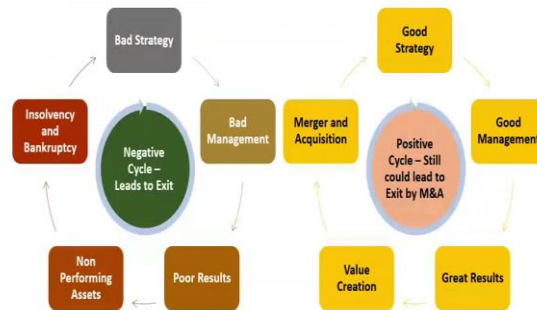 Bad Strategy
Insolvency
and
Bankruptcy
Bad
Management
Negative
Cycle –
Leads to Exit
Non
Performing
Assets
Poor Results
Good
Strategy
Merger and
Acquisition
Good
Management
Positive
Cycle – Still
could lead to
Exit by M&A
Value
Creation
Great Results